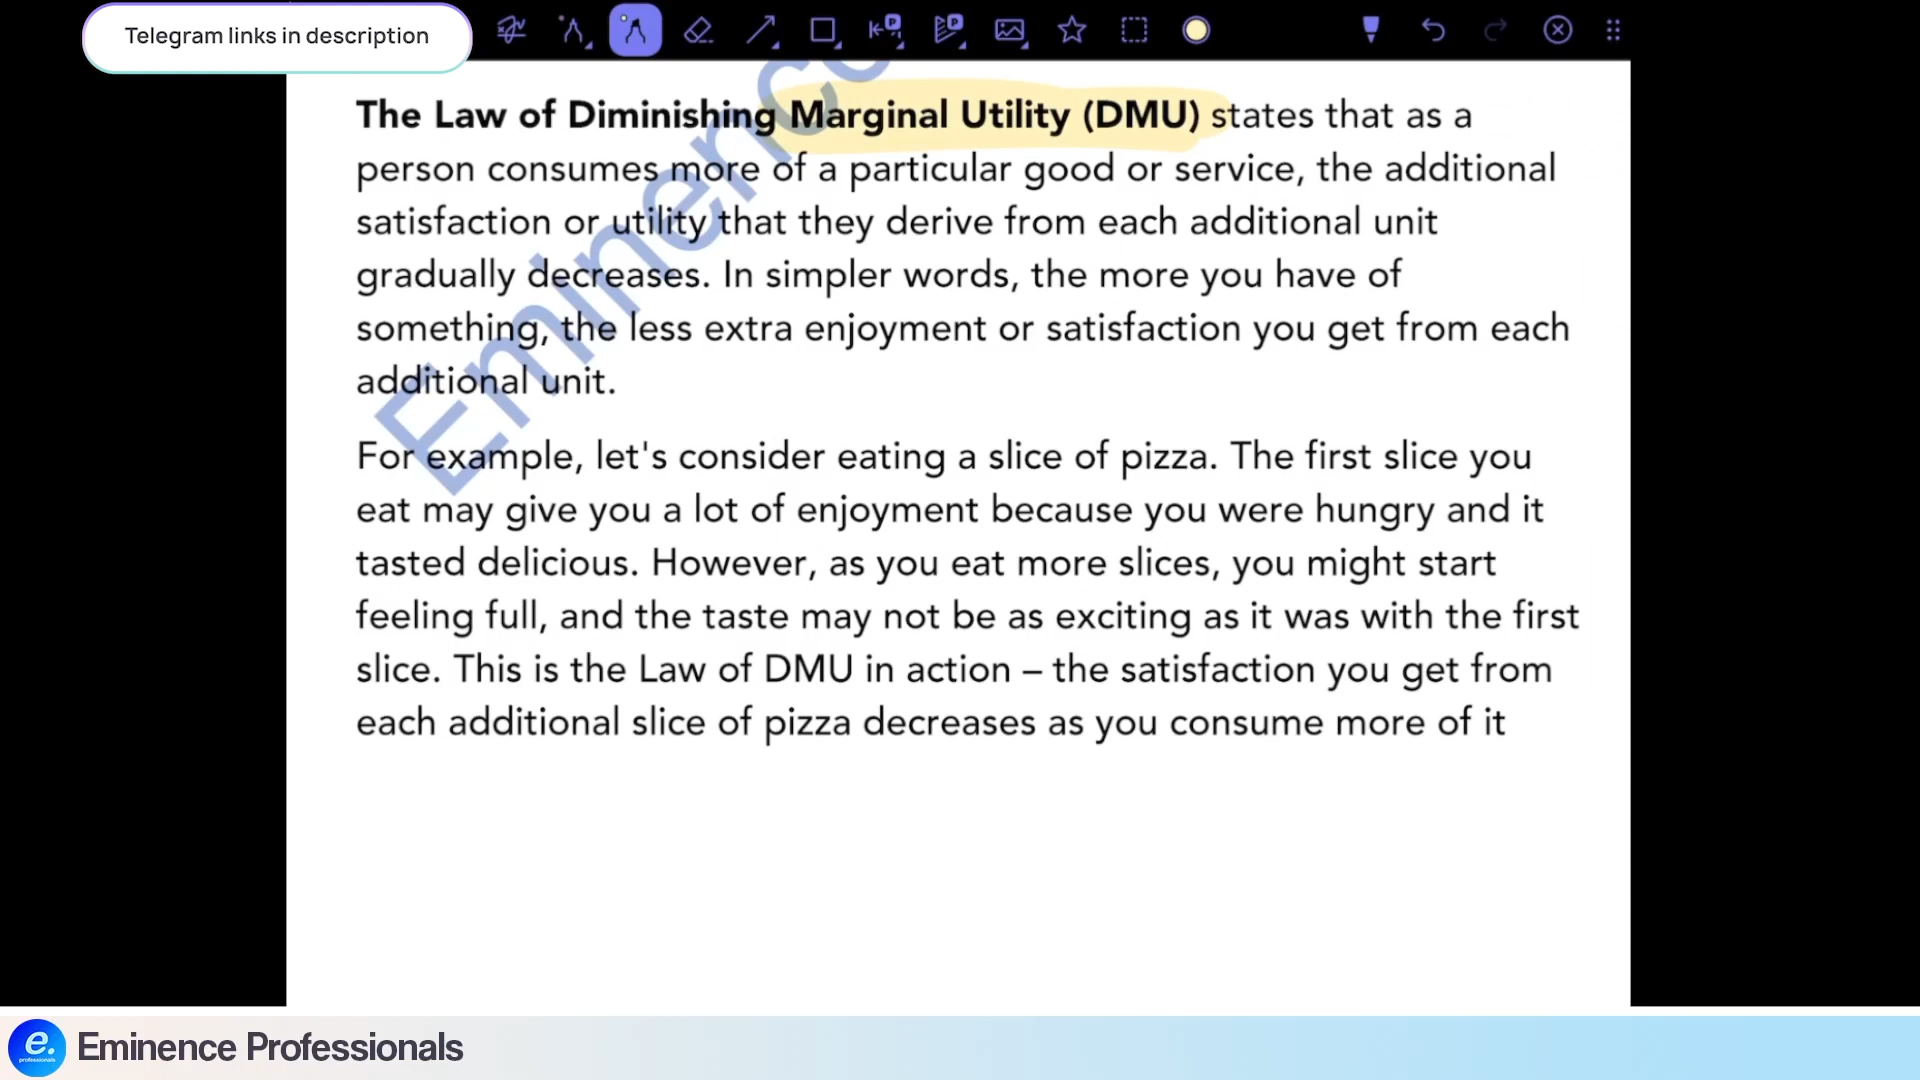 Telegram links in description
The Law of Diminishing Marginal Utility (DMU) states that as a
person consumes more of a particular good or service, the additional
satisfaction or utility that they derive from each additional unit
gradually decreases. In simpler words, the more you have of
something, the less extra enjoyment or satisfaction you get from each
additional unit.
For example, let's consider eating a slice of pizza. The first slice you
eat may give you a lot of enjoyment because you were hungry and it
tasted delicious. However, as you eat more slices, you might start
feeling full, and the taste may not be as exciting as it was with the first
slice. This is the Law of DMU in action – the satisfaction you get from
each additional slice of pizza decreases as you consume more of it
Eminenc
e.
professionals
Eminence Professionals